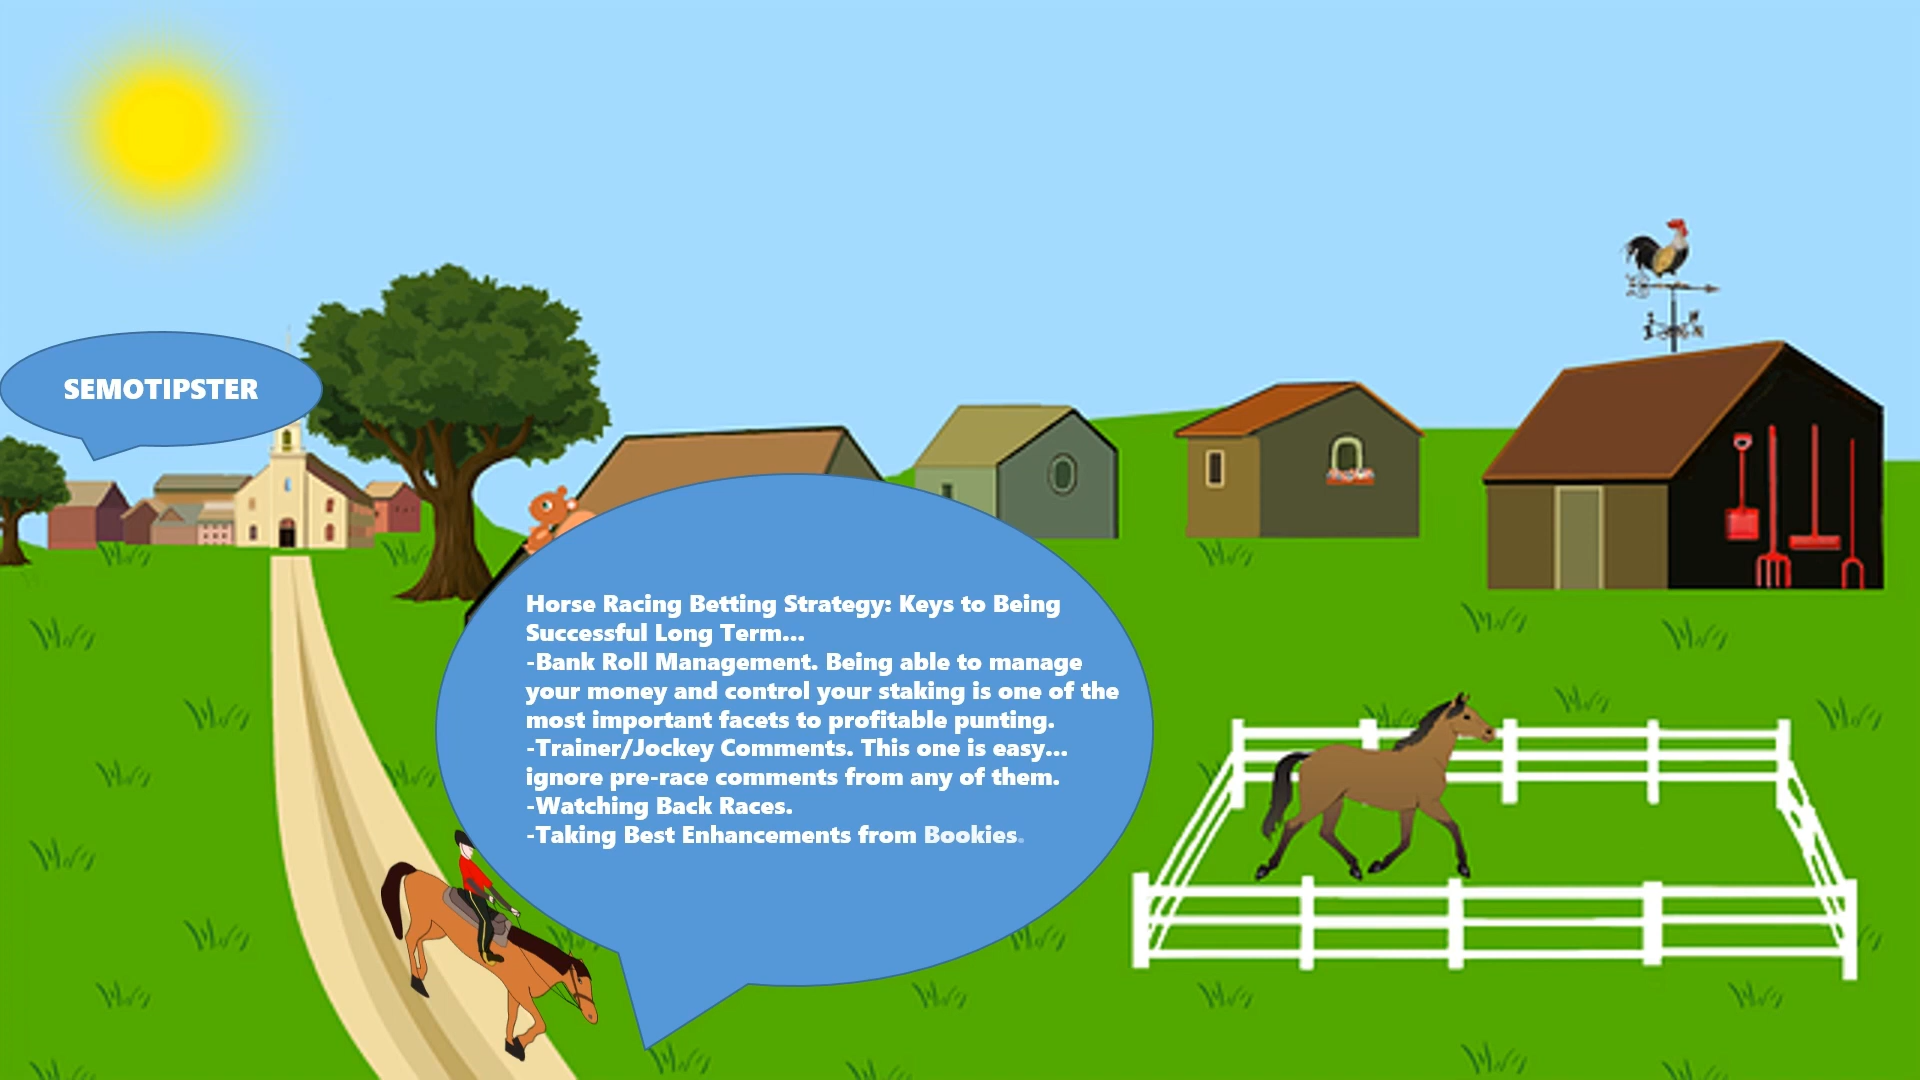 SEMOTIPSTER
Horse Racing Betting Strategy: Keys to Being
Successful Long Term...
-Bank Roll Management. Being able to manage
your money and control your staking is one of the
most important facets to profitable punting.
-Trainer/Jockey Comments. This one is easy...
ignore pre-race comments from any of them.
-Watching Back Races.
-Taking Best Enhancements from Bookies.